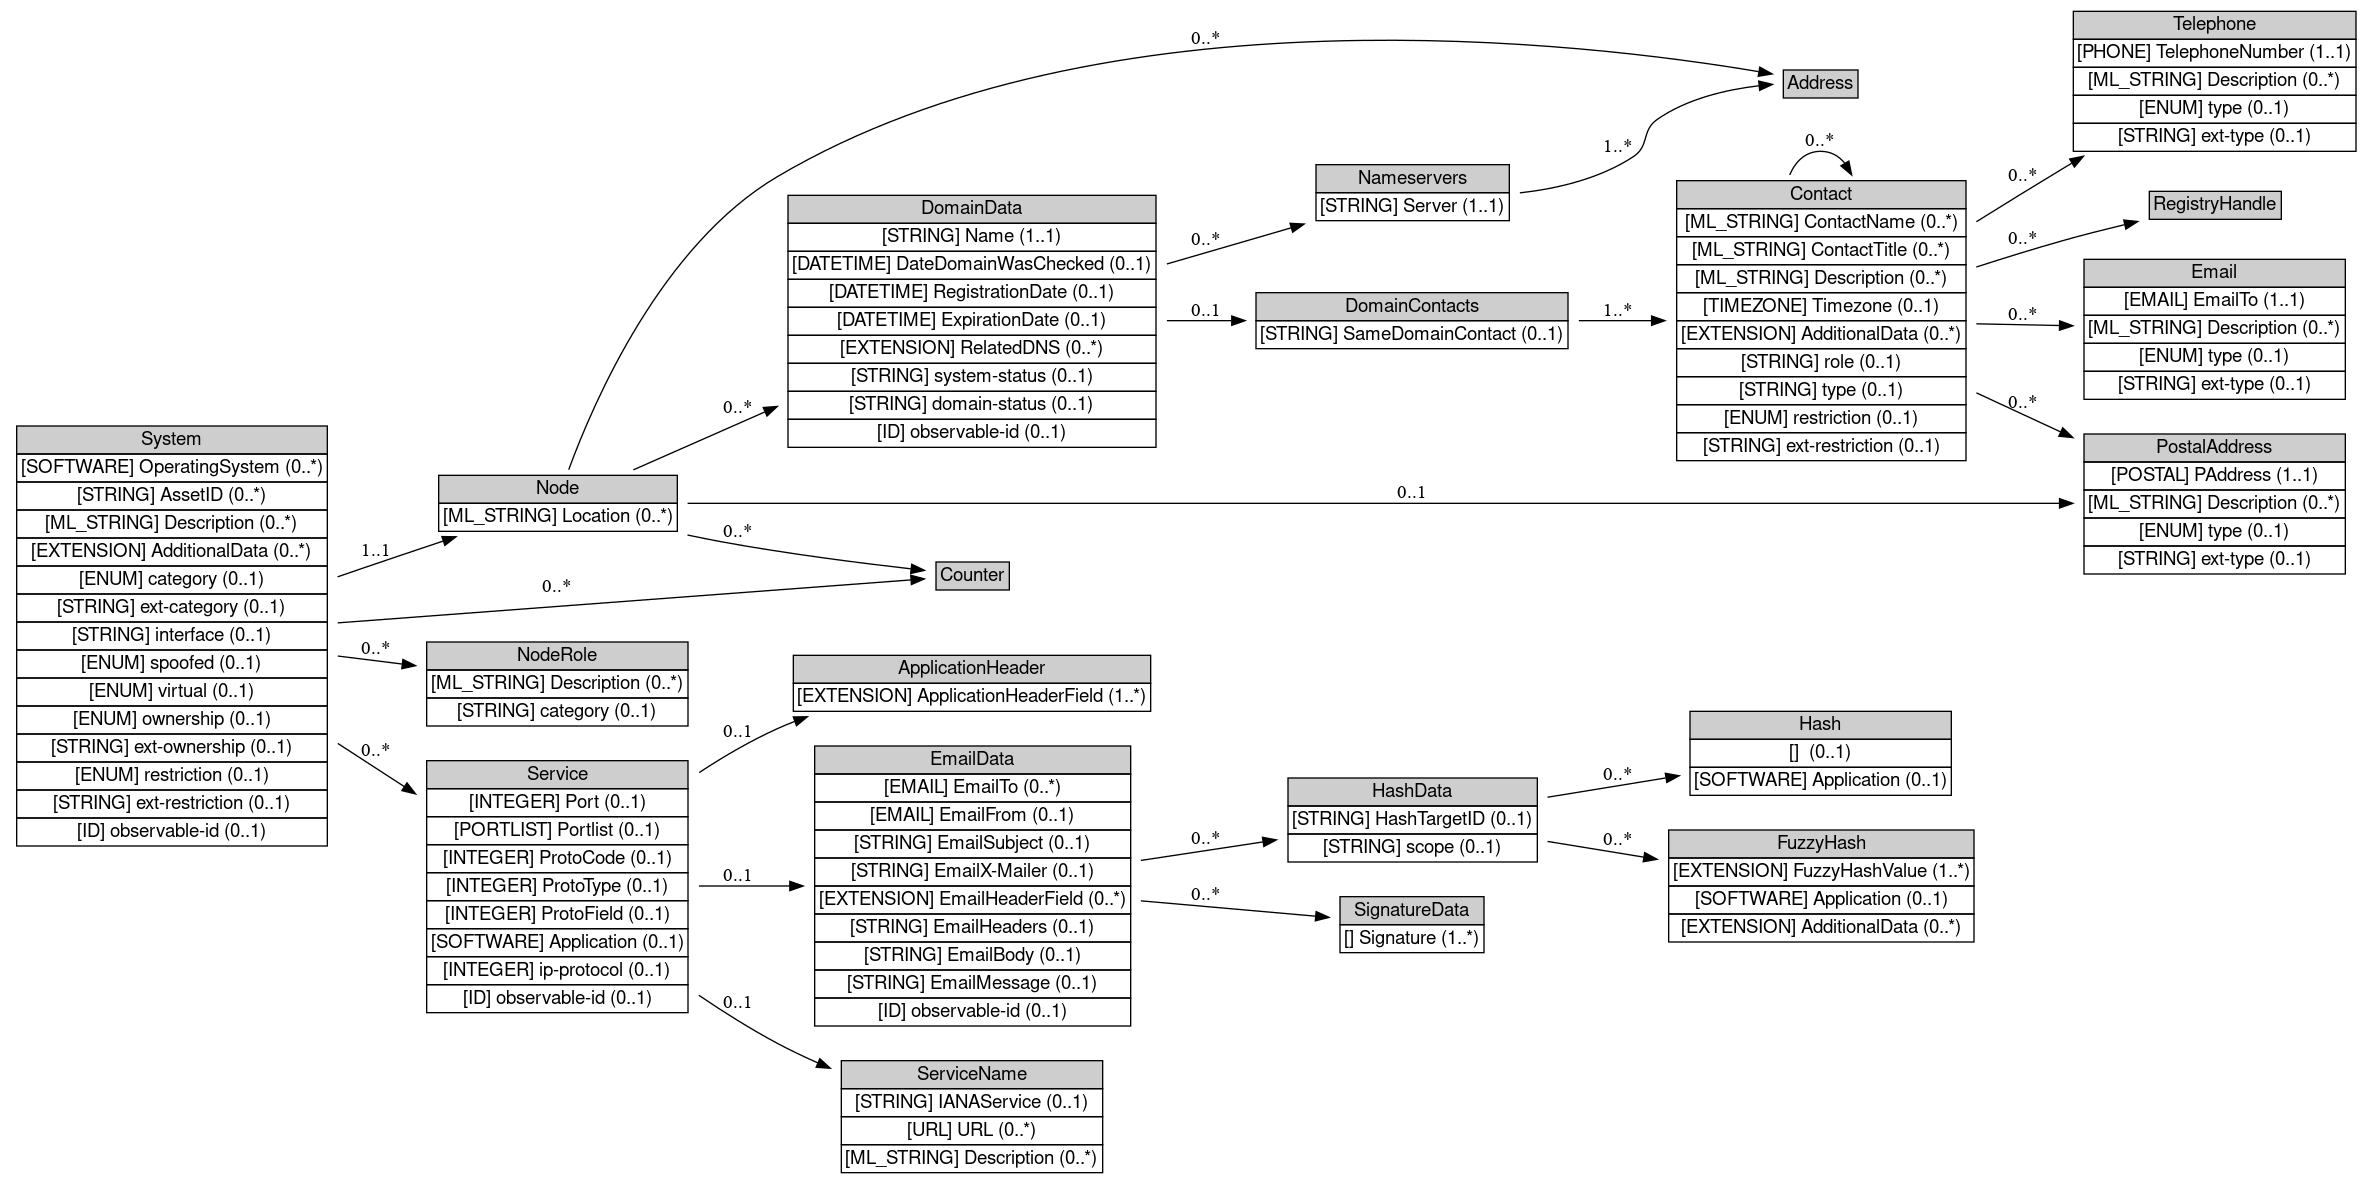 System
[SOFTWARE] OperatingSystem (0..*)
[STRING] AssetID (0..*)
[ML_STRING] Description (0..*)
[EXTENSION] AdditionalData (0..*)
[ENUM] category (0..1)
[STRING] ext-category (0..1)
[STRING] interface (0..1)
[ENUM] spoofed (0..1)
[ENUM] virtual (0..1)
[ENUM] ownership (0..1)
[STRING] ext-ownership (0..1)
[ENUM] restriction (0..1)
[STRING] ext-restriction (0..1)
[ID] observable-id (0..1)
1..1
0..*
0..*
0..*
Node
[ML_STRING] Location (0..*)
0..*
0..*
0..1
0..*
NodeRole
[ML_STRING] Description (0..*)
[STRING] category (0..1)
Service
[INTEGER] Port (0..1)
[PORTLIST] Portlist (0..1)
[INTEGER] ProtoCode (0..1)
[INTEGER] ProtoType (0..1)
[INTEGER] ProtoField (0..1)
[SOFTWARE] Application (0..1)
[INTEGER] ip-protocol (0..1)
[ID] observable-id (0..1)
0..1
0..1
0..1
DomainData
[STRING] Name (1..1)
[DATETIME] DateDomainWasChecked (0..1)
[DATETIME] RegistrationDate (0..1)
[DATETIME] ExpirationDate (0..1)
[EXTENSION] RelatedDNS (0..*)
[STRING] system-status (0..1)
[STRING] domain-status (0..1)
[ID] observable-id (0..1)
0..*
0..1
Counter
ApplicationHeader
[EXTENSION] ApplicationHeaderField (1..*)
EmailData
[EMAIL] EmailTo (0..*)
[EMAIL] EmailFrom (0..1)
[STRING] EmailSubject (0..1)
[STRING] EmailX-Mailer (0..1)
[EXTENSION] EmailHeaderField (0..*)
[STRING] EmailHeaders (0..1)
[STRING] EmailBody (0..1)
[STRING] EmailMessage (0..1)
[ID] observable-id (0..1)
0..*
0..*
ServiceName
[STRING] IANAService (0..1)
[URL] URL (0..*)
[ML_STRING] Description (0..*)
Nameservers
[STRING] Server (1..1)
1..*
DomainContacts
[STRING] SameDomainContact (0..1)
1..*
HashData
[STRING] HashTargetID (0..1)
[STRING] scope (0..1)
0..*
0..*
SignatureData
[] Signature (1..*)
Address
0..*
Contact
[ML_STRING] ContactName (0..*)
[ML_STRING] ContactTitle (0..*)
[ML_STRING] Description (0..*)
[TIMEZONE] Timezone (0..1)
[EXTENSION] AdditionalData (0..*)
[STRING] role (0..1)
[STRING] type (0..1)
[ENUM] restriction (0..1)
[STRING] ext-restriction (0..1)
0..*
0..*
0..*
0..*
Hash
[] (0..1)
[SOFTWARE] Application (0..1)
FuzzyHash
[EXTENSION] FuzzyHashValue (1..*)
[SOFTWARE] Application (0..1)
[EXTENSION] AdditionalData (0..*)
Telephone
[PHONE] TelephoneNumber (1..1)
[ML_STRING] Description (0..*)
[ENUM] type (0..1)
[STRING] ext-type (0..1)
RegistryHandle
Email
[EMAIL] EmailTo (1..1)
[ML_STRING] Description (0..*)
[ENUM] type (0..1)
[STRING] ext-type (0..1)
PostalAddress
[POSTAL] PAddress (1..1)
[ML_STRING] Description (0..*)
[ENUM] type (0..1)
[STRING] ext-type (0..1)